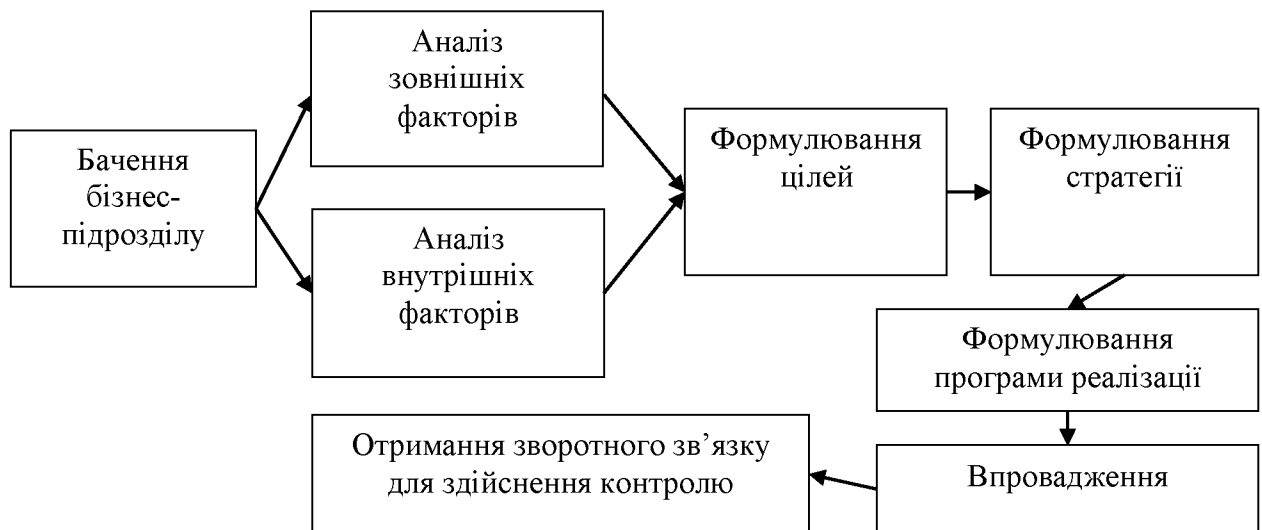 Бачення
бізнес-
підрозділу
Аналіз
зовнішніх
факторів
Аналіз
внутрішніх
факторів
Формулювання
цілей
Формулювання
стратегії
Формулювання
програми реалізації
Впровадження
Отримання зворотного зв’язку
для здійснення контролю